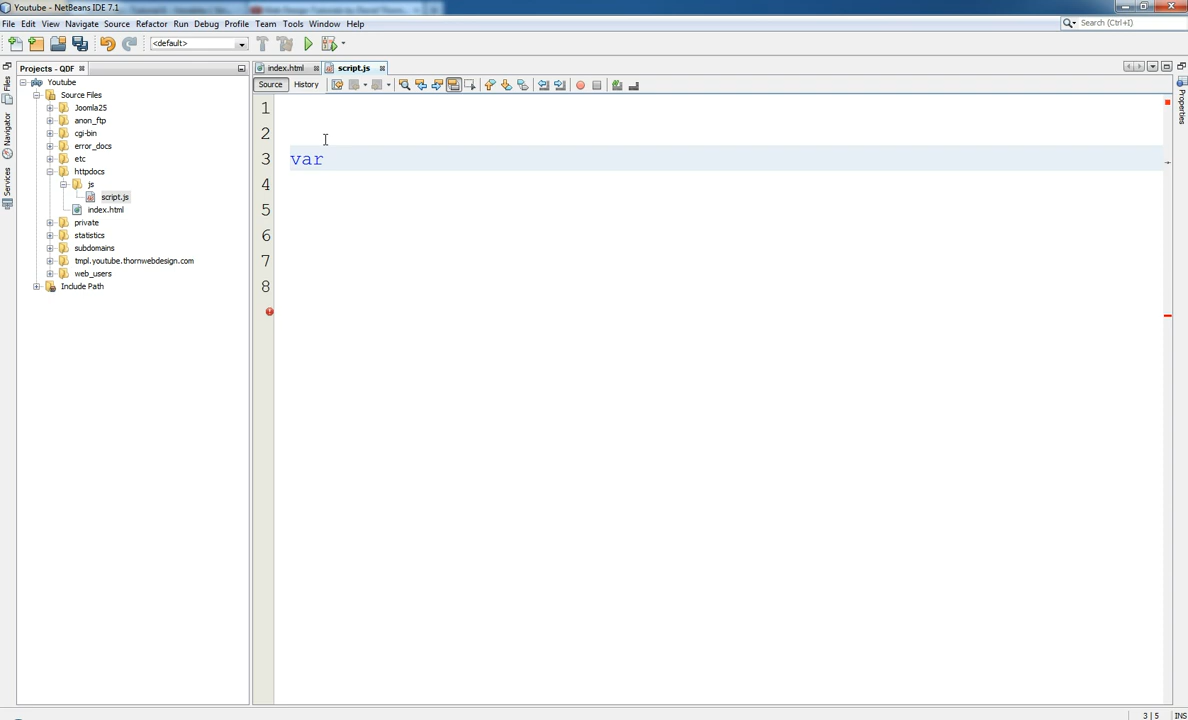 Youtube - NetBeans IDE 7.1
File Edit View Navigate Source Refactor Run Debug Profile Team Tools Window Help
<default>
Search (Ctrl+I)
Projects - QDF
index.html
script.js
Source
History
Files
Navigator
Services
Properties
Youtube
Source Files
Joomla25
anon_ftp
cgi-bin
error_docs
etc
httpdocs
js
script.js
index.html
private
statistics
subdomains
tmpl.youtube.thornwebdesign.com
web_users
Include Path
1
2
3 var
4
5
6
7
8
3 | 5
INS